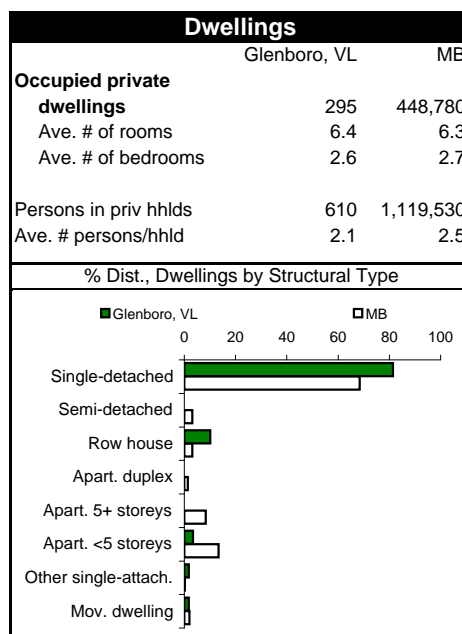 Dwellings
Glenboro, VL MB
Occupied private
dwellings 295 448,780
Ave. # of rooms 6.4 6.3
Ave. # of bedrooms 2.6 2.7
Persons in priv hhlds 610 1,119,530
Ave. # persons/hhld 2.1 2.5
% Dist., Dwellings by Structural Type
Glenboro, VL MB
0 20 40 60 80 100
Single-detached
Semi-detached
Row house
Apart. duplex
Apart. 5+ storeys
Apart. <5 storeys
Other single-attach.
Mov. dwelling